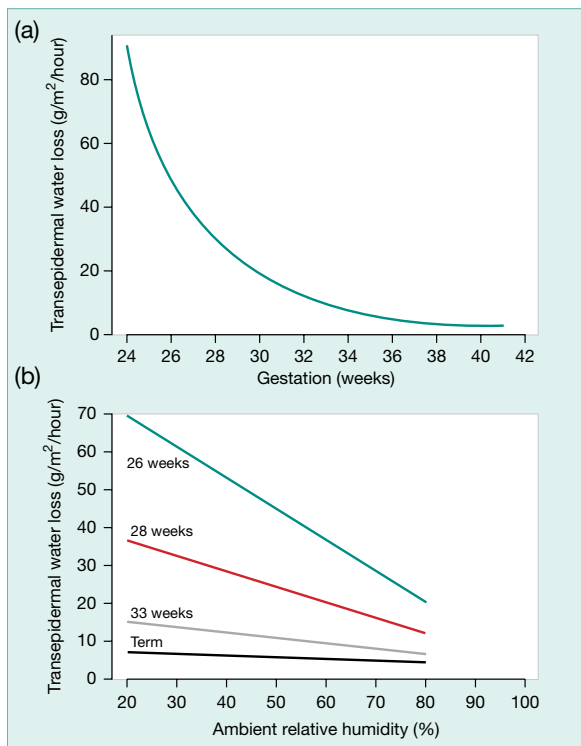 (a)
Transepidermal water loss (g/m²/hour)
80
60
40
20
0
24 26 28 30 32 34 36 38 40 42
Gestation (weeks)
(b)
Transepidermal water loss (g/m²/hour)
70
60
50
40
30
20
10
0
26 weeks
28 weeks
33 weeks
Term
20 30 40 50 60 70 80 90 100
Ambient relative humidity (%)